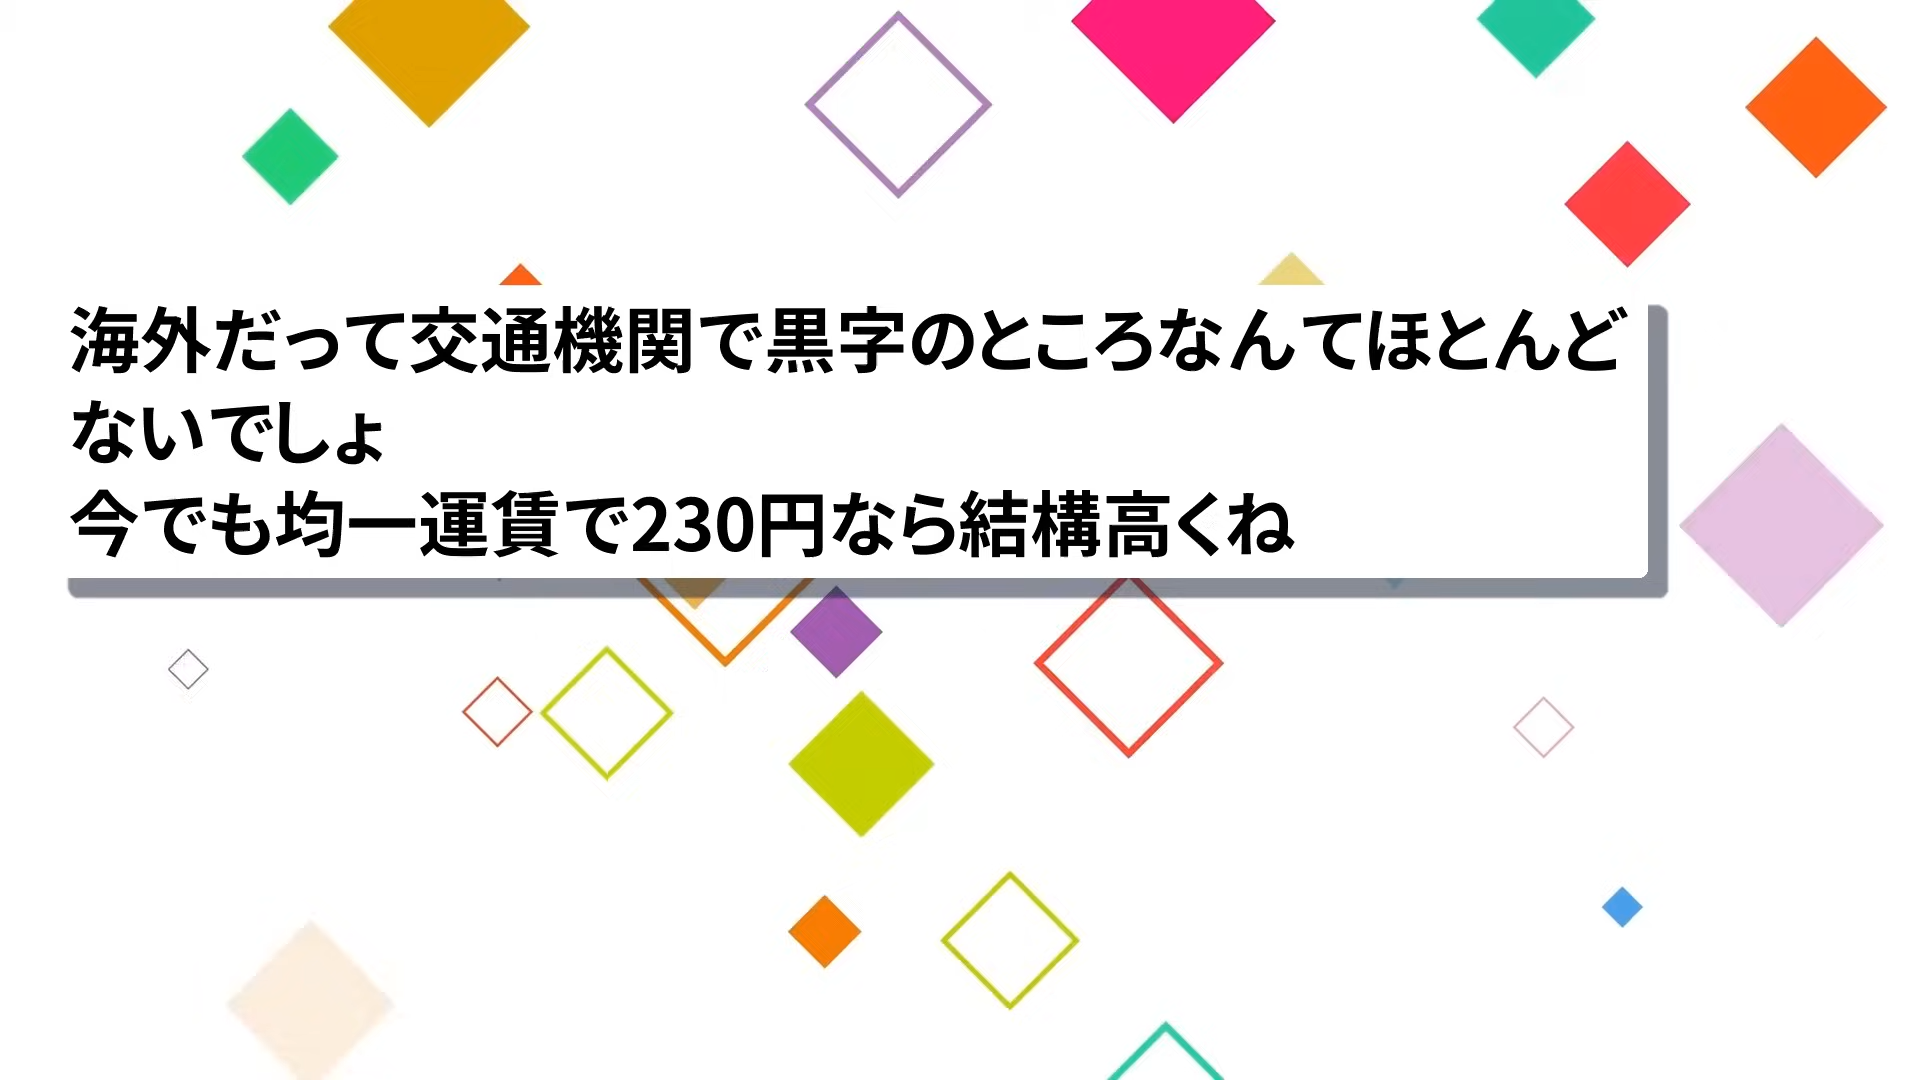 海外だって交通機関で黒字のところなんてほとんど
ないでしょ
今でも均一運賃で230円なら結構高くね